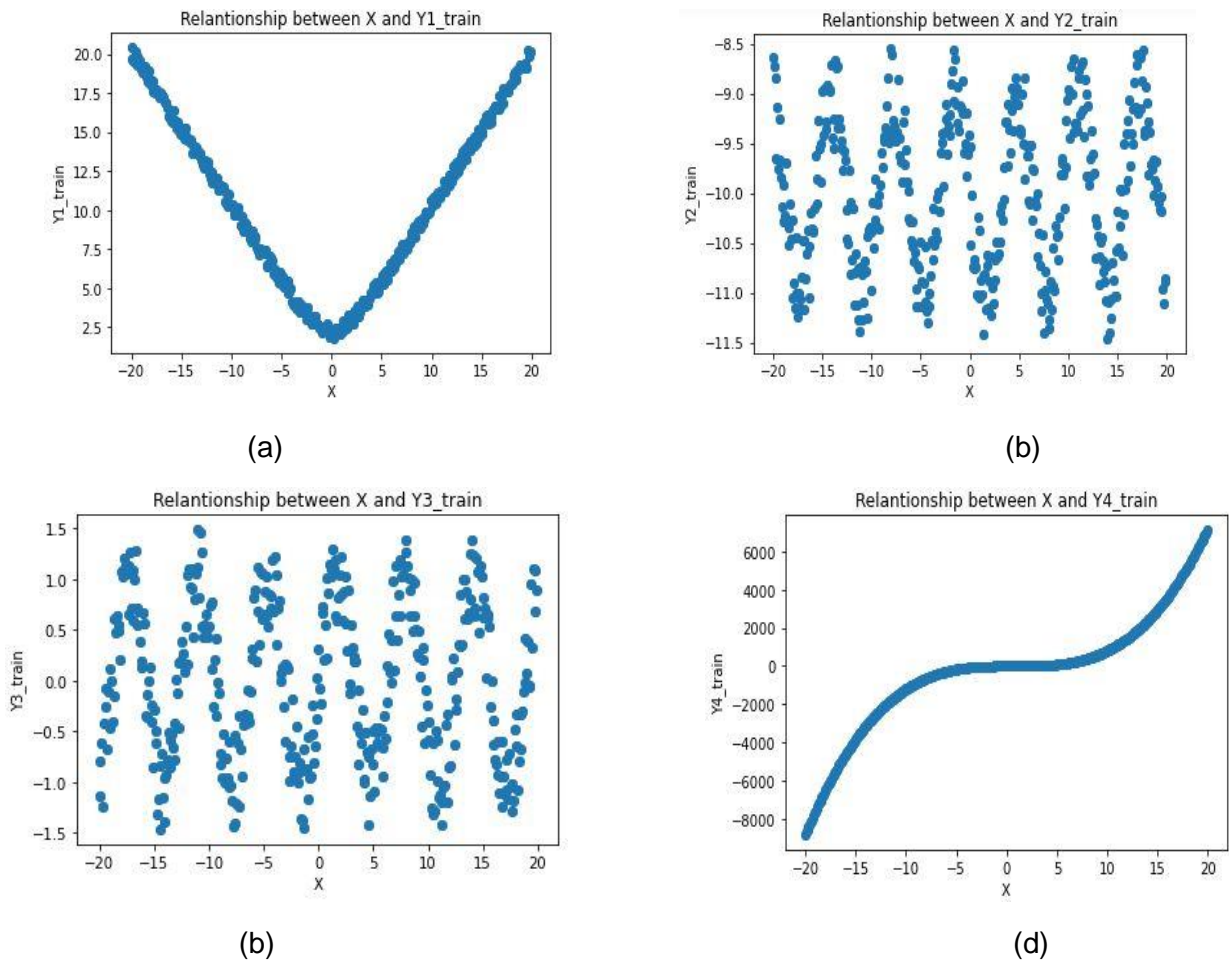 Relantionship between X and Y1_train
20.0
17.5
15.0
12.5
10.0
7.5
5.0
2.5
Y1_train
−20 −15 −10 −5 0 5 10 15 20
X
(a)
Relantionship between X and Y2_train
−8.5
−9.0
−9.5
−10.0
−10.5
−11.0
−11.5
Y2_train
−20 −15 −10 −5 0 5 10 15 20
X
(b)
Relantionship between X and Y3_train
1.5
1.0
0.5
0.0
−0.5
−1.0
−1.5
Y3_train
−20 −15 −10 −5 0 5 10 15 20
X
(b)
Relantionship between X and Y4_train
6000
4000
2000
0
−2000
−4000
−6000
−8000
Y4_train
−20 −15 −10 −5 0 5 10 15 20
X
(d)